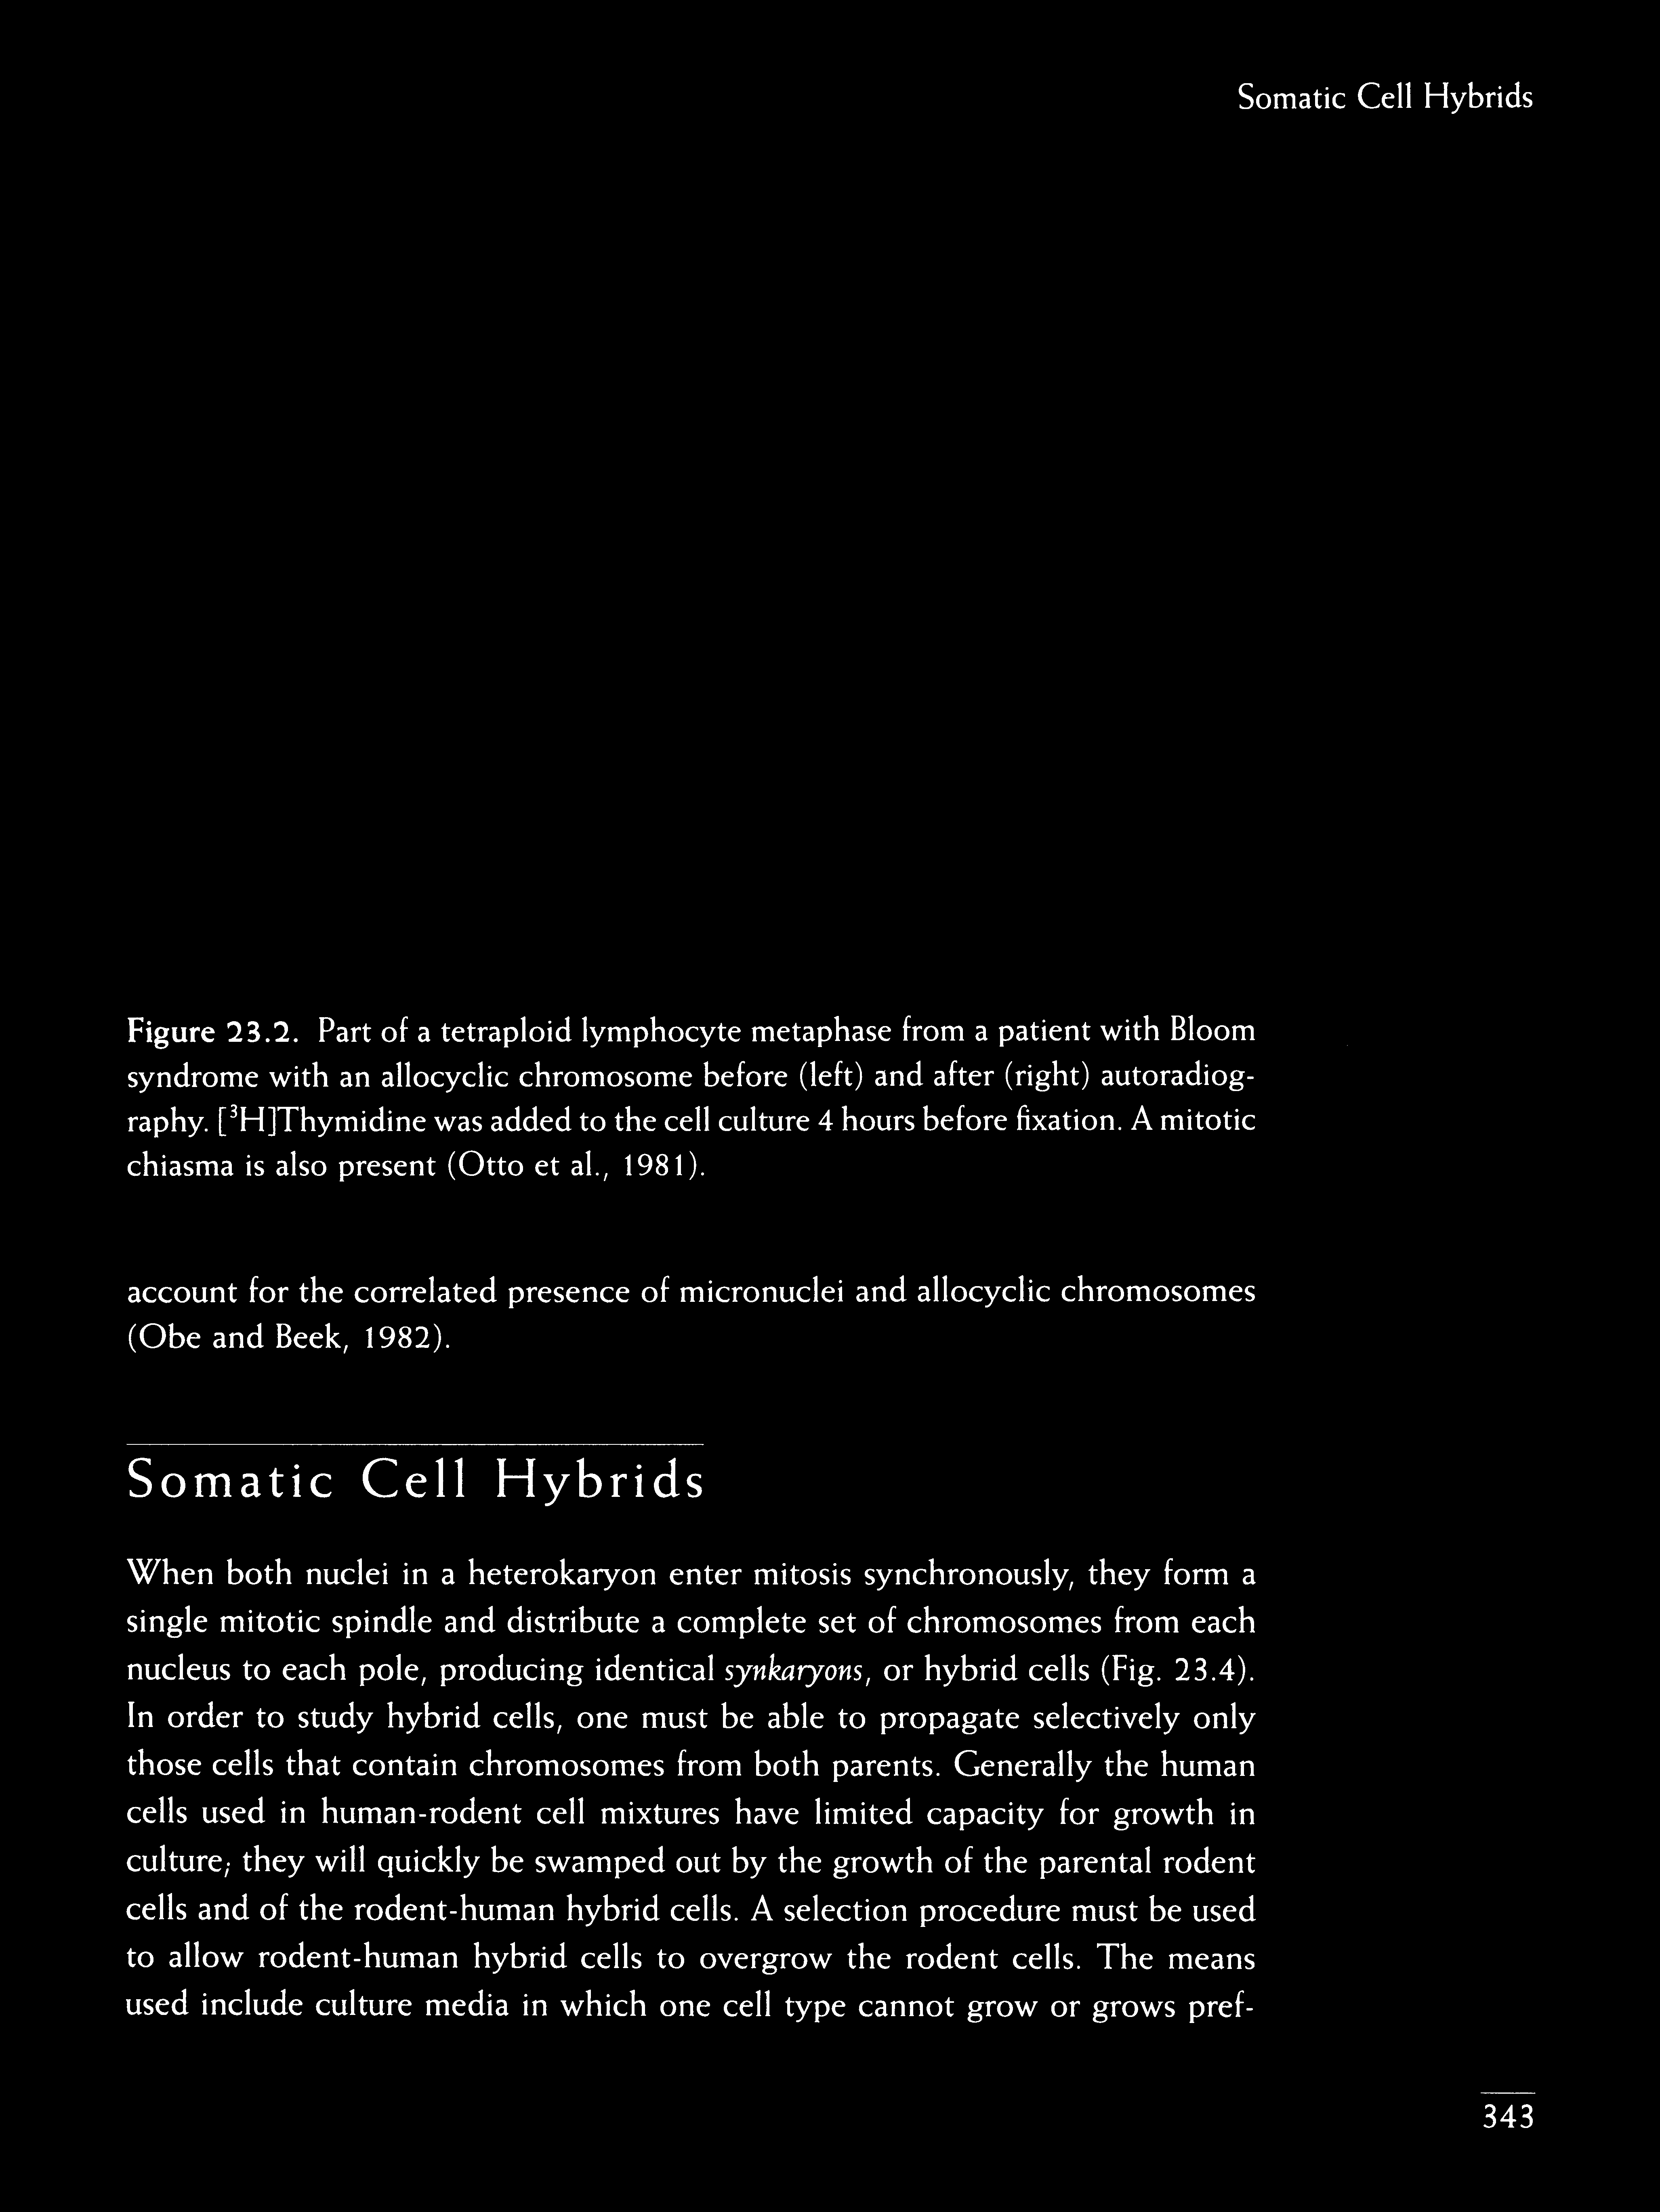 Somatic Cell Hybrids
Figure 23.2. Part of a tetraploid lymphocyte metaphase from a patient with Bloom
syndrome with an allocyclic chromosome before (left) and after (right) autoradiog-
raphy. [³H]Thymidine was added to the cell culture 4 hours before fixation. A mitotic
chiasma is also present (Otto et al., 1981).
account for the correlated presence of micronuclei and allocyclic chromosomes
(Obe and Beek, 1982).
Somatic Cell Hybrids
When both nuclei in a heterokaryon enter mitosis synchronously, they form a
single mitotic spindle and distribute a complete set of chromosomes from each
nucleus to each pole, producing identical synkaryons, or hybrid cells (Fig. 23.4).
In order to study hybrid cells, one must be able to propagate selectively only
those cells that contain chromosomes from both parents. Generally the human
cells used in human-rodent cell mixtures have limited capacity for growth in
culture; they will quickly be swamped out by the growth of the parental rodent
cells and of the rodent-human hybrid cells. A selection procedure must be used
to allow rodent-human hybrid cells to overgrow the rodent cells. The means
used include culture media in which one cell type cannot grow or grows pref-
343